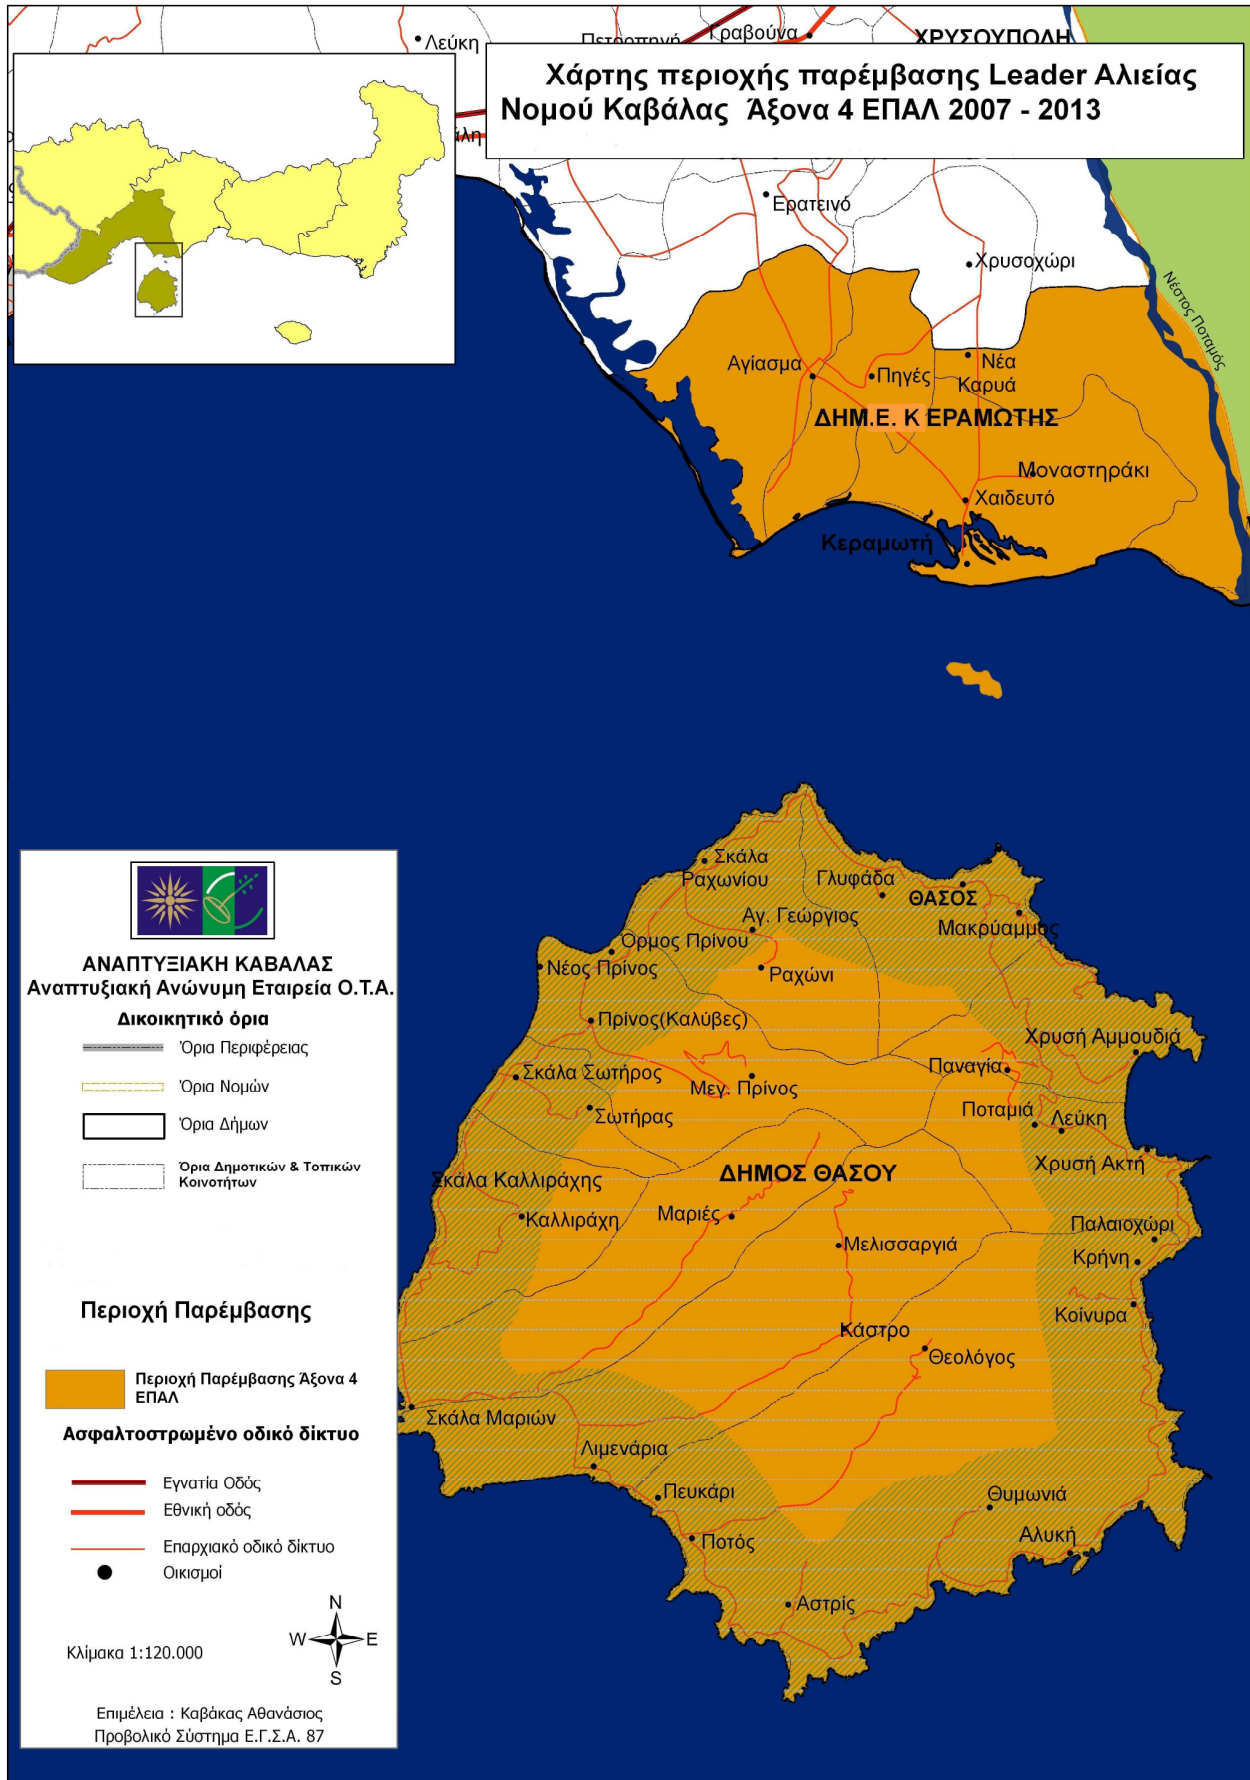 Λεύκη
Γραβούνα
ΧΡΥΣΟΥΠΟΛΗ
Χάρτης περιοχής παρέμβασης Leader Αλιείας
Νομού Καβάλας Άξονα 4 ΕΠΑΛ 2007 - 2013
Ερατεινό
Χρυσοχώρι
Νέστος Ποταμός
Αγίασμα
Πηγές
Νέα
Καρυά
ΔΗΜ.Ε. Κ ΕΡΑΜΩΤΗΣ
Μοναστηράκι
Χαιδευτό
Κεραμωτή
Σκάλα
Ραχωνίου
Γλυφάδα
ΘΑΣΟΣ
Αγ. Γεώργιος
Μακρύαμμος
Ορμος Πρίνου
Νέος Πρίνος
Ραχώνι
Πρίνος(Καλύβες)
Χρυσή Αμμουδιά
Παναγία
Σκάλα Σωτήρος
Μεγ. Πρίνος
Ποταμιά
Λεύκη
Σωτήρας
Χρυσή Ακτή
ΔΗΜΟΣ ΘΑΣΟΥ
Σκάλα Καλλιράχης
Καλλιράχη
Μαριές
Παλαιοχώρι
Μελισσαργιά
Κρήνη
Κοίνυρα
Κάστρο
Θεολόγος
Σκάλα Μαριών
Λιμενάρια
Πευκάρι
Θυμωνιά
Ποτός
Αλυκή
Αστρίς
ΑΝΑΠΤΥΞΙΑΚΗ ΚΑΒΑΛΑΣ
Αναπτυξιακή Ανώνυμη Εταιρεία Ο.Τ.Α.
Δικοικητικό όρια
Όρια Περιφέρειας
Όρια Νομών
Όρια Δήμων
Όρια Δημοτικών & Τοπικών
Κοινοτήτων
Περιοχή Παρέμβασης
Περιοχή Παρέμβασης Άξονα 4
ΕΠΑΛ
Ασφαλτοστρωμένο οδικό δίκτυο
Εγνατία Οδός
Εθνική οδός
Επαρχιακό οδικό δίκτυο
Οικισμοί
N
W E
S
Κλίμακα 1:120.000
Επιμέλεια : Καβάκας Αθανάσιος
Προβολικό Σύστημα Ε.Γ.Σ.Α. 87